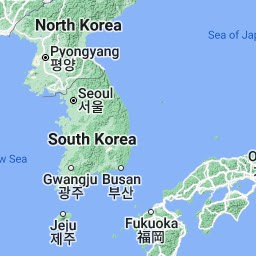 North Korea
Sea of Jap
Pyongyang
평양
Seoul
서울
South Korea
w Sea
Gwangju
광주
Busan
부산
O
Jeju
제주
Fukuoka
福岡